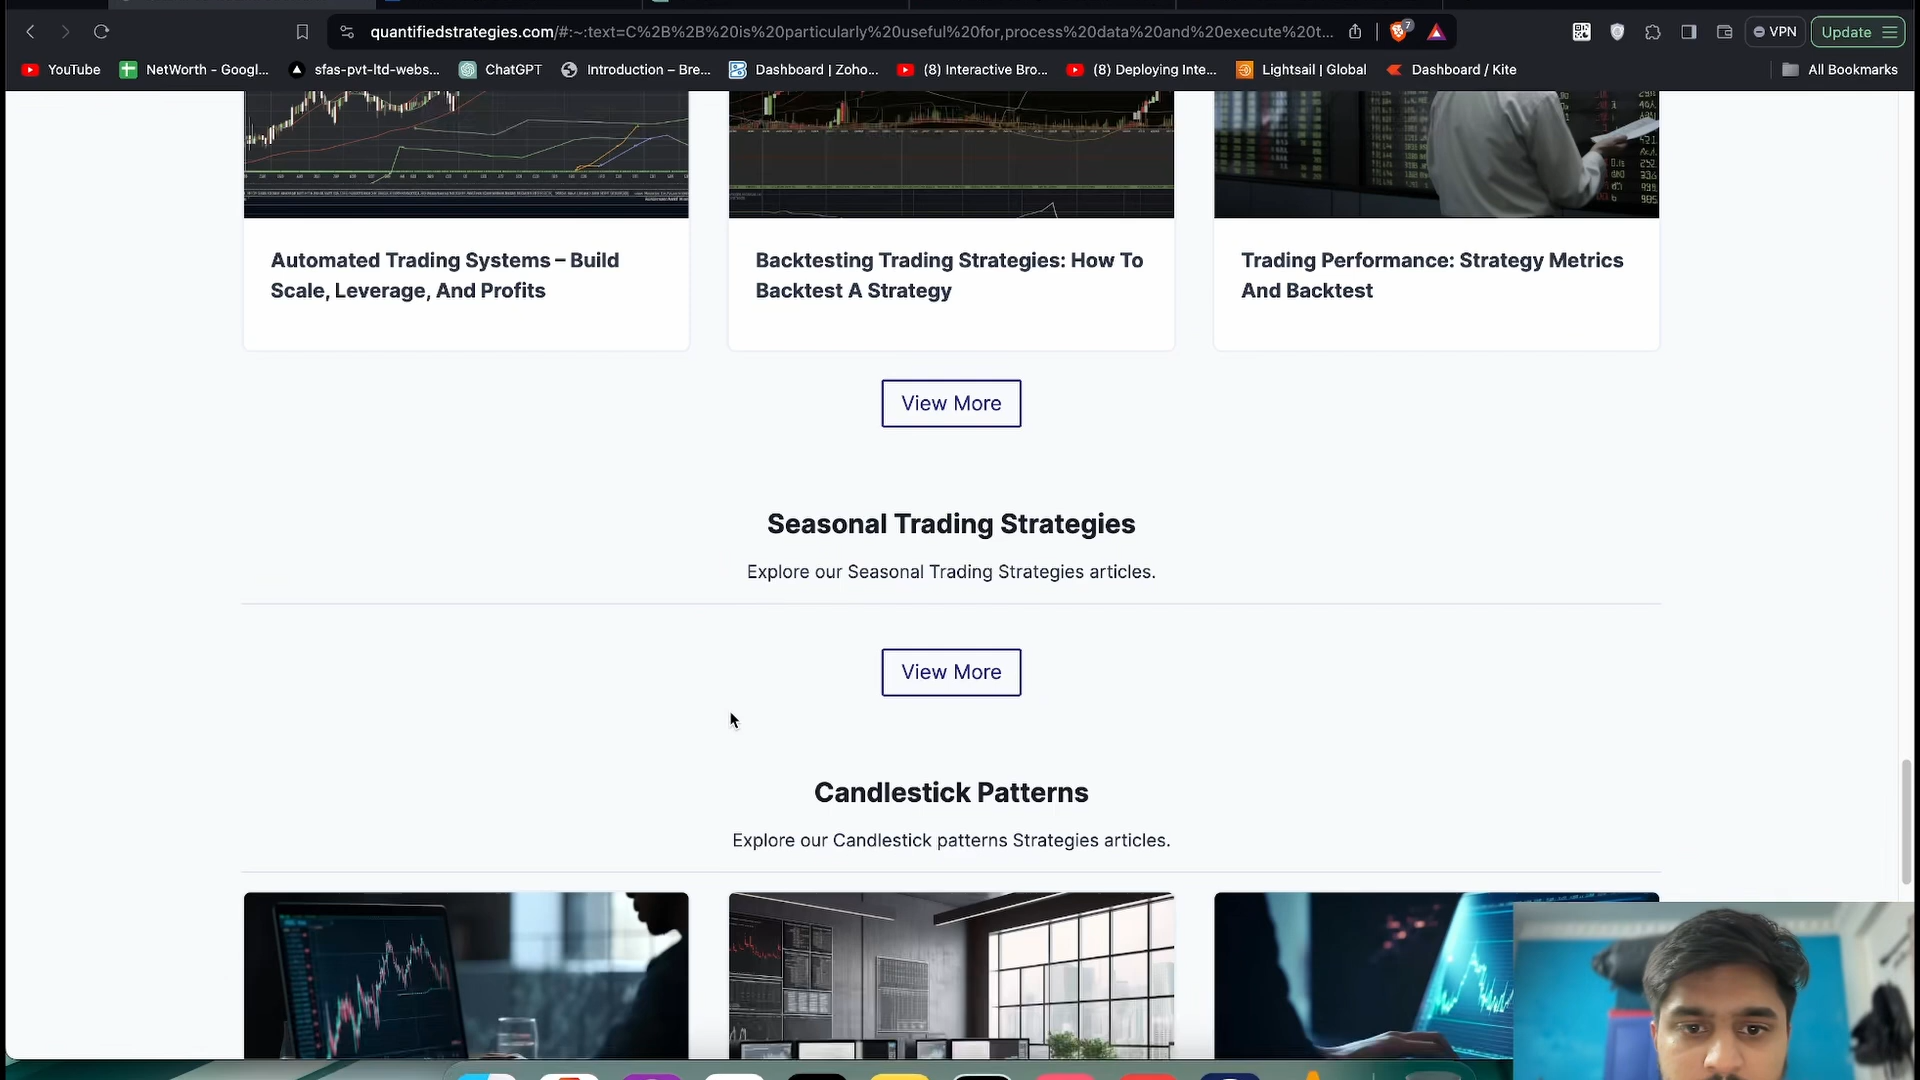 quantifiedstrategies.com/#:~:text=C%2B%2B%20is%20particularly%20useful%20for,process%20data%20and%20execute%20t...
7
VPN
Update
YouTube
NetWorth - Googl...
sfas-pvt-ltd-webs...
ChatGPT
Introduction – Bre...
Dashboard | Zoho...
(8) Interactive Bro...
(8) Deploying Inte...
Lightsail | Global
Dashboard / Kite
All Bookmarks
Automated Trading Systems – Build
Scale, Leverage, And Profits
Backtesting Trading Strategies: How To
Backtest A Strategy
Trading Performance: Strategy Metrics
And Backtest
View More
Seasonal Trading Strategies
Explore our Seasonal Trading Strategies articles.
View More
Candlestick Patterns
Explore our Candlestick patterns Strategies articles.